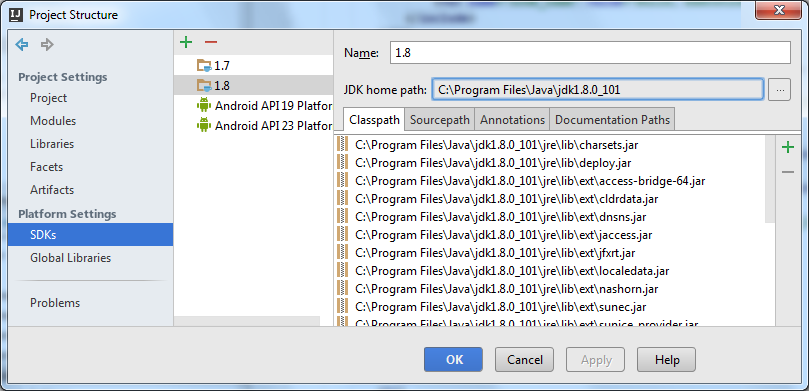 IJ Project Structure
Project Settings
Project
Modules
Libraries
Facets
Artifacts
Platform Settings
SDKs
Global Libraries
Problems
1.7
1.8
Android API 19 Platfor
Android API 23 Platfor
Name: 1.8
JDK home path: C:\Program Files\Java\jdk1.8.0_101 ...
Classpath Sourcepath Annotations Documentation Paths
C:\Program Files\Java\jdk1.8.0_101\jre\lib\charsets.jar
C:\Program Files\Java\jdk1.8.0_101\jre\lib\deploy.jar
C:\Program Files\Java\jdk1.8.0_101\jre\lib\ext\access-bridge-64.jar
C:\Program Files\Java\jdk1.8.0_101\jre\lib\ext\cldrdata.jar
C:\Program Files\Java\jdk1.8.0_101\jre\lib\ext\dnsns.jar
C:\Program Files\Java\jdk1.8.0_101\jre\lib\ext\jaccess.jar
C:\Program Files\Java\jdk1.8.0_101\jre\lib\ext\jfxrt.jar
C:\Program Files\Java\jdk1.8.0_101\jre\lib\ext\localedata.jar
C:\Program Files\Java\jdk1.8.0_101\jre\lib\ext\nashorn.jar
C:\Program Files\Java\jdk1.8.0_101\jre\lib\ext\sunec.jar
C:\Program Files\Java\jdk1.8.0_101\jre\lib\ext\sunjce_provider.jar
OK Cancel Apply Help